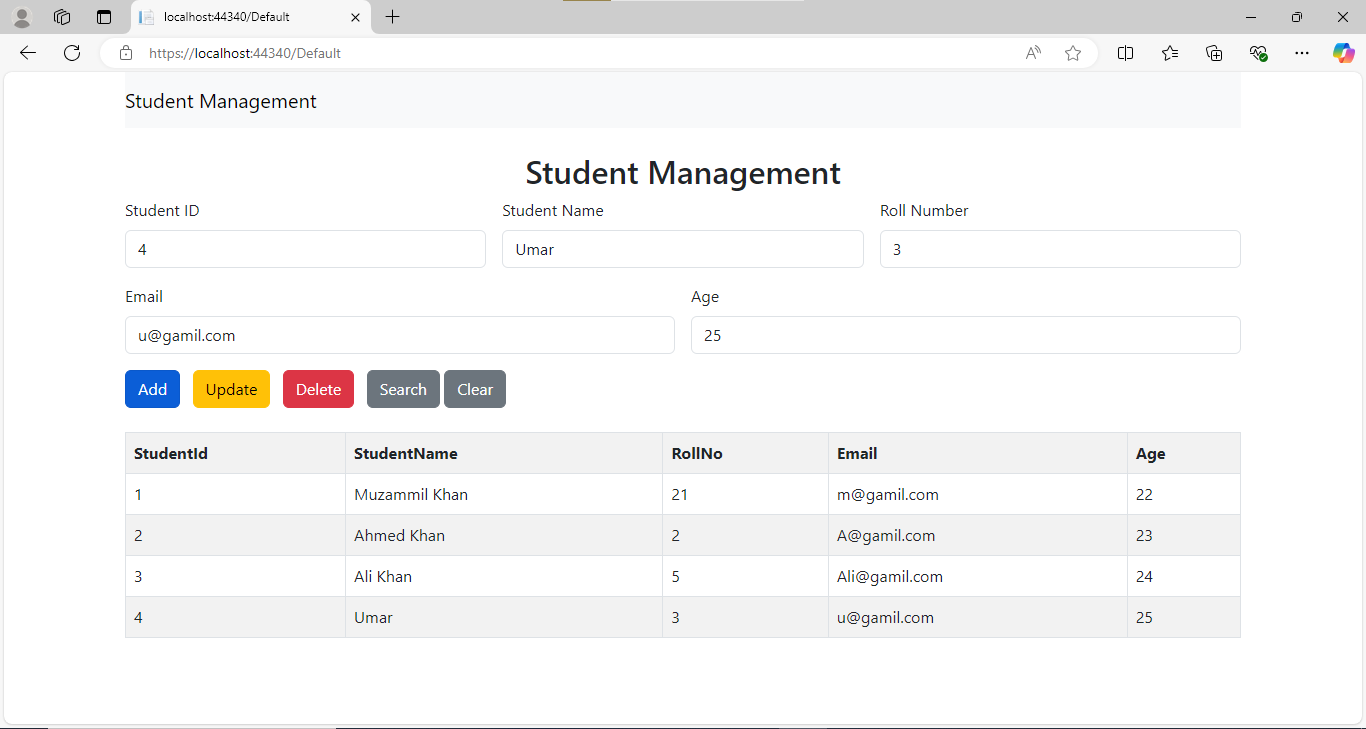 localhost:44340/Default
https://localhost:44340/Default
Student Management
Student Management
Student ID Student Name Roll Number
4 Umar 3
Email Age
u@gamil.com 25
Add Update Delete Search Clear
StudentId StudentName RollNo Email Age
1 Muzammil Khan 21 m@gamil.com 22
2 Ahmed Khan 2 A@gamil.com 23
3 Ali Khan 5 Ali@gamil.com 24
4 Umar 3 u@gamil.com 25